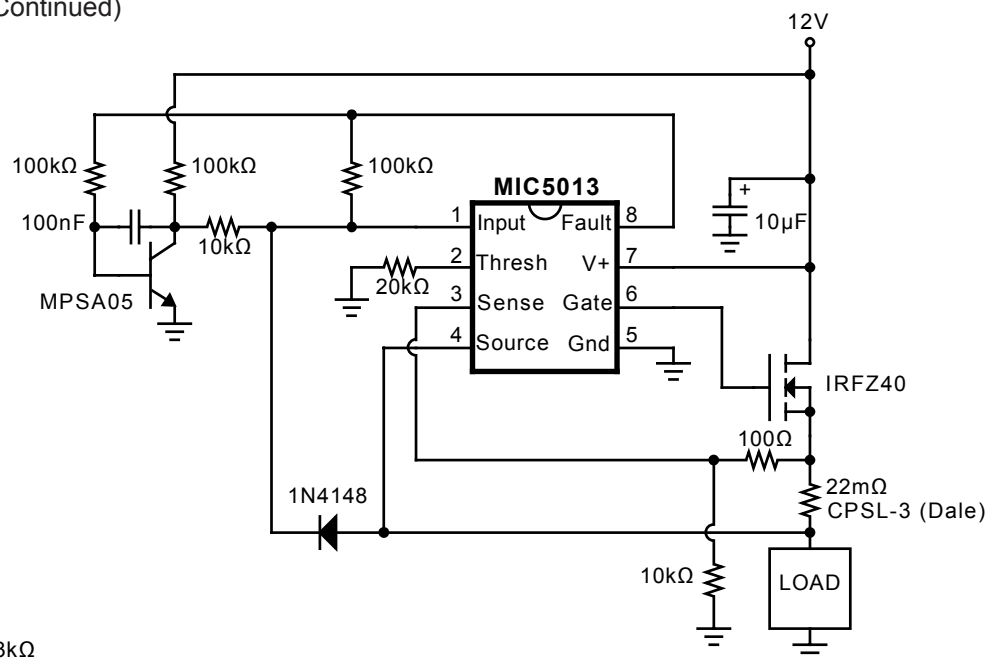 Continued)
12V
100kΩ
100kΩ
100kΩ
MIC5013
+
10µF
100nF
10kΩ
1
Input
Fault
8
2
Thresh
V+
7
20kΩ
3
Sense
Gate
6
4
Source
Gnd
5
MPSA05
IRFZ40
100Ω
22mΩ
CPSL-3 (Dale)
1N4148
10kΩ
LOAD
3kΩ